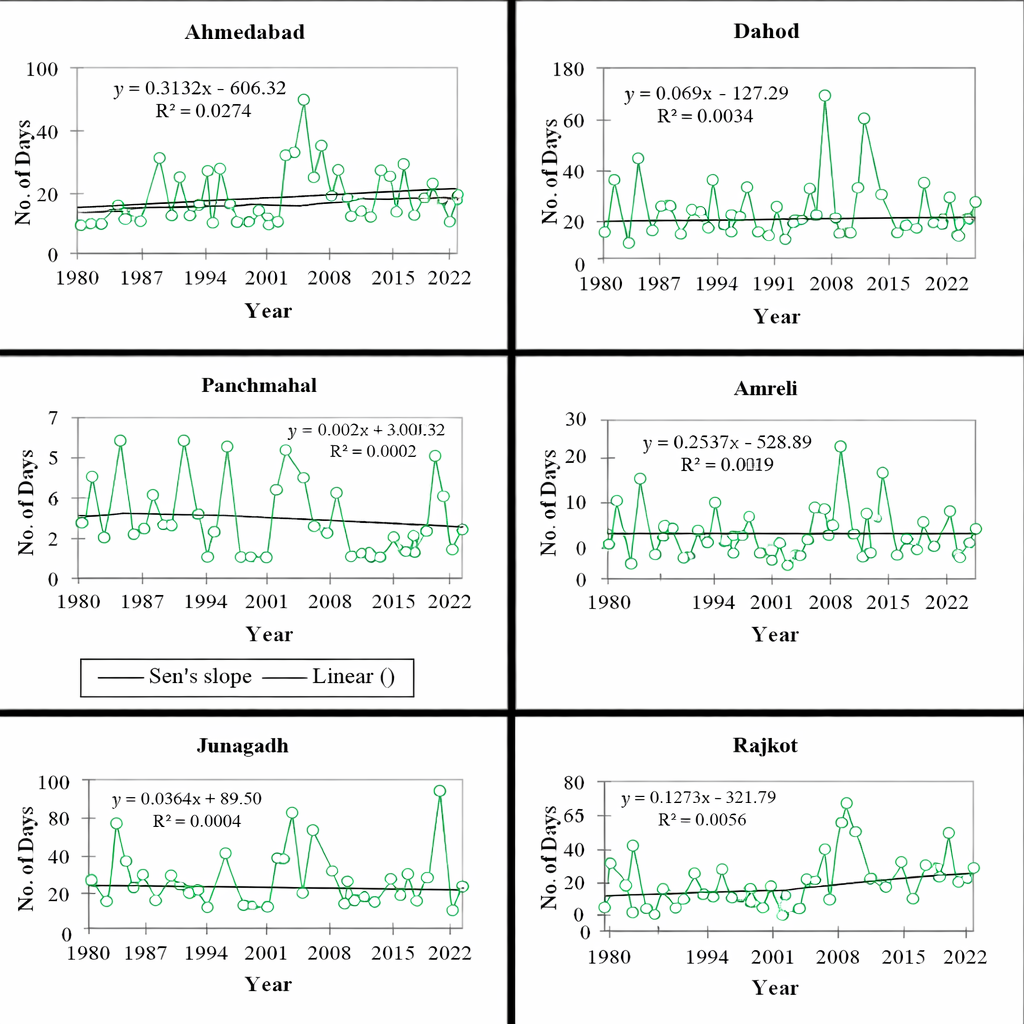 Ahmedabad
100
y = 0.3132x – 606.32
R² = 0.0274
40
20
0
No. of Days
1980 1987 1994 2001 2008 2015 2022
Year
Dahod
180
y = 0.069x – 127.29
R² = 0.0034
60
40
20
0
No. of Days
1980 1987 1994 1991 2008 2015 2022
Year
Panchmahal
7
y = 0.002x + 3.001.32
R² = 0.0002
5
6
2
0
No. of Days
1980 1987 1994 2001 2008 2015 2022
Year
Sen's slope Linear ()
Amreli
30
y = 0.2537x – 528.89
20
10
0
0
No. of Days
1980 1994 2001 2008 2015 2022
Year
Junagadh
100
y = 0.0364x + 89.50
R² = 0.0004
80
40
20
0
No. of Days
1980 1987 1994 2001 2008 2015 2022
Year
Rajkot
80
y = 0.1273x – 321.79
R² = 0.0056
65
40
20
0
0
No. of Days
1980 1994 2001 2008 2015 2022
Year